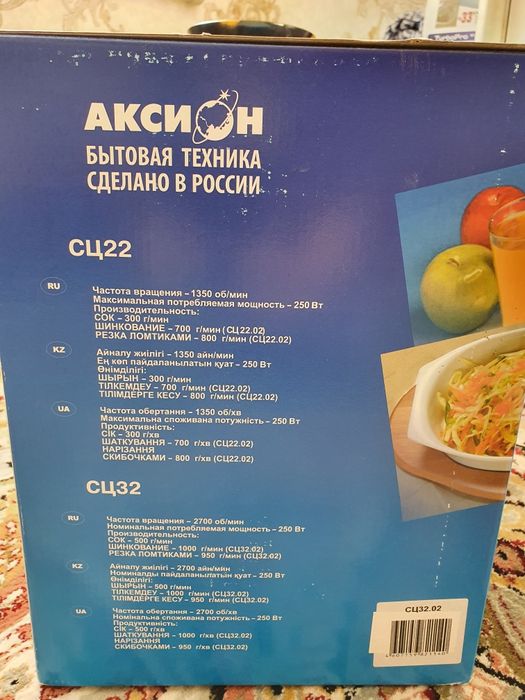 -33
АКСИОН
БЫТОВАЯ ТЕХНИКА
СДЕЛАНО В РОССИИ
СЦ22
RU
Частота вращения – 1350 об/мин
Максимальная потребляемая мощность – 250 Вт
Производительность:
СОК – 300 г/мин
ШИНКОВАНИЕ – 700 г/мин (СЦ22.02)
РЕЗКА ЛОМТИКАМИ – 800 г/мин (СЦ22.02)
KZ
Айналу жиілігі – 1350 айн/мин
Ең көп пайдаланылатын қуат – 250 Вт
Өнімділігі:
ШЫРЫН – 300 г/мин
ТІЛКЕМДЕУ – 700 г/мин (СЦ22.02)
ТІЛІМДЕРГЕ КЕСУ – 800 г/мин (СЦ22.02)
UA
Частота обертання – 1350 об/хв
Максимальна споживана потужність – 250 Вт
Продуктивність:
СІК – 300 г/хв
ШАТКУВАННЯ – 700 г/хв (СЦ22.02)
НАРІЗАННЯ
СКИБОЧКАМИ – 800 г/хв (СЦ22.02)
СЦ32
RU
Частота вращения – 2700 об/мин
Номинальная потребляемая мощность – 250 Вт
Производительность:
СОК – 500 г/мин
ШИНКОВАНИЕ – 1000 г/мин (СЦ32.02)
РЕЗКА ЛОМТИКАМИ – 950 г/мин (СЦ32.02)
KZ
Айналу жиілігі – 2700 айн/мин
Номиналды пайдаланылатын қуат – 250 Вт
Өнімділігі:
ШЫРЫН – 500 г/мин
ТІЛКЕМДЕУ – 1000 г/мин (СЦ32.02)
ТІЛІМДЕРГЕ КЕСУ – 950 г/мин (СЦ32.02)
UA
Частота обертання – 2700 об/хв
Номінальна споживана потужність – 250 Вт
Продуктивність:
СІК – 500 г/хв
ШАТКУВАННЯ – 1000 г/хв (СЦ32.02)
НАРІЗАННЯ
СКИБОЧКАМИ – 950 г/хв (СЦ32.02)
СЦ32.02